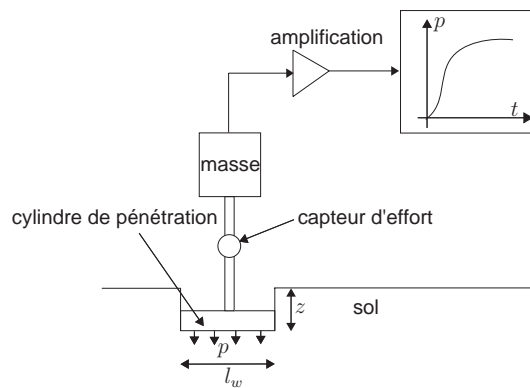 amplification
p
t
masse
cylindre de pénétration
capteur d'effort
z
sol
p
l_w